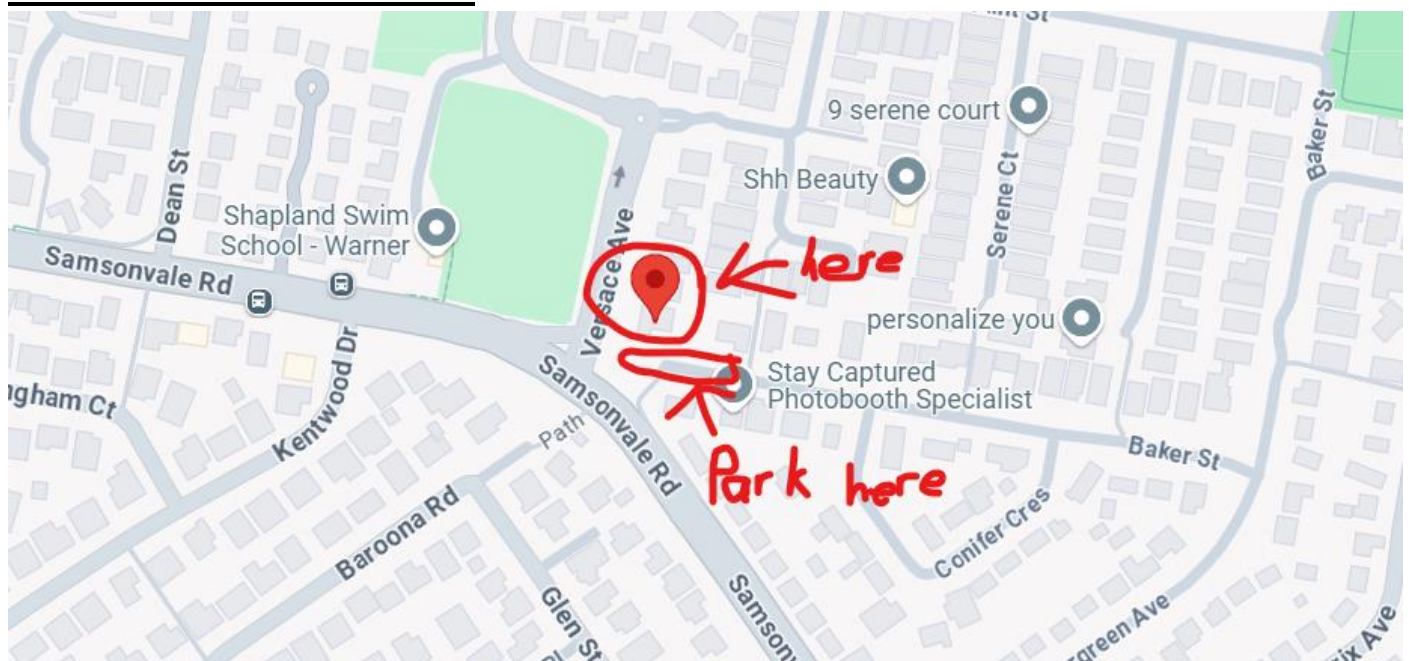 9 serene court
Baker St
Dean St
Shh Beauty
Serene Ct
Shapland Swim
School - Warner
Versace Ave
Samsonvale Rd
here
personalize you
Samsonvale Rd
Stay Captured
Photobooth Specialist
Kentwood Dr
Path
Baker St
Park here
Baroona Rd
Conifer Cres
Glen St